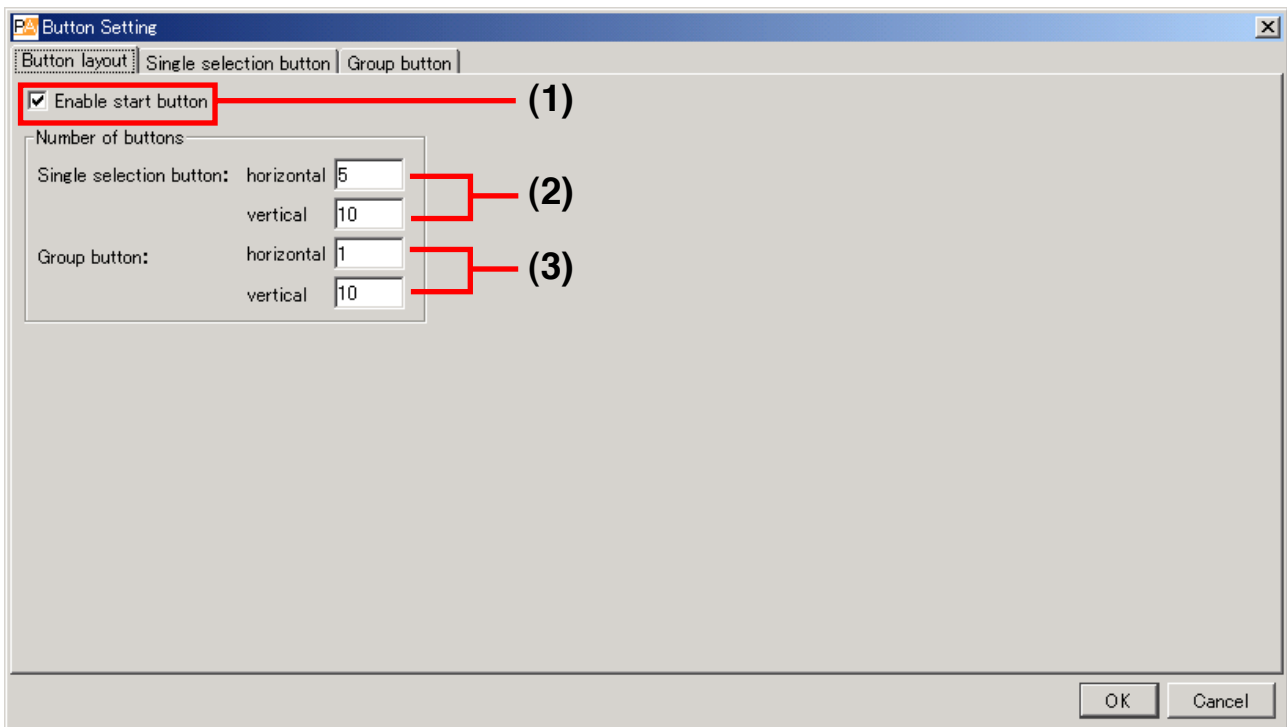 PA Button Setting
Button layout Single selection button Group button
Enable start button (1)
Number of buttons
Single selection button: horizontal 5
(2)
vertical 10
Group button: horizontal 1
(3)
vertical 10
OK Cancel